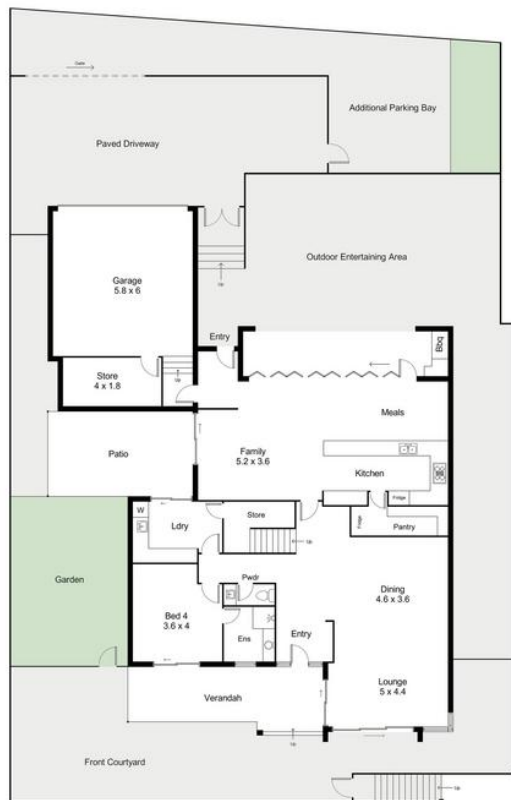 Gate
Additional Parking Bay
Paved Driveway
Outdoor Entertaining Area
Garage
5.8 x 6
Up
Entry
Bbq
Store
4 x 1.8
Up
Meals
Patio
Family
5.2 x 3.6
Kitchen
Fridge
W
Store
Ldry
Fridge
Pantry
Up
Garden
Pwdr
Dining
4.6 x 3.6
Bed 4
3.6 x 4
Ens
Entry
Lounge
5 x 4.4
Verandah
Up
Front Courtyard
Up